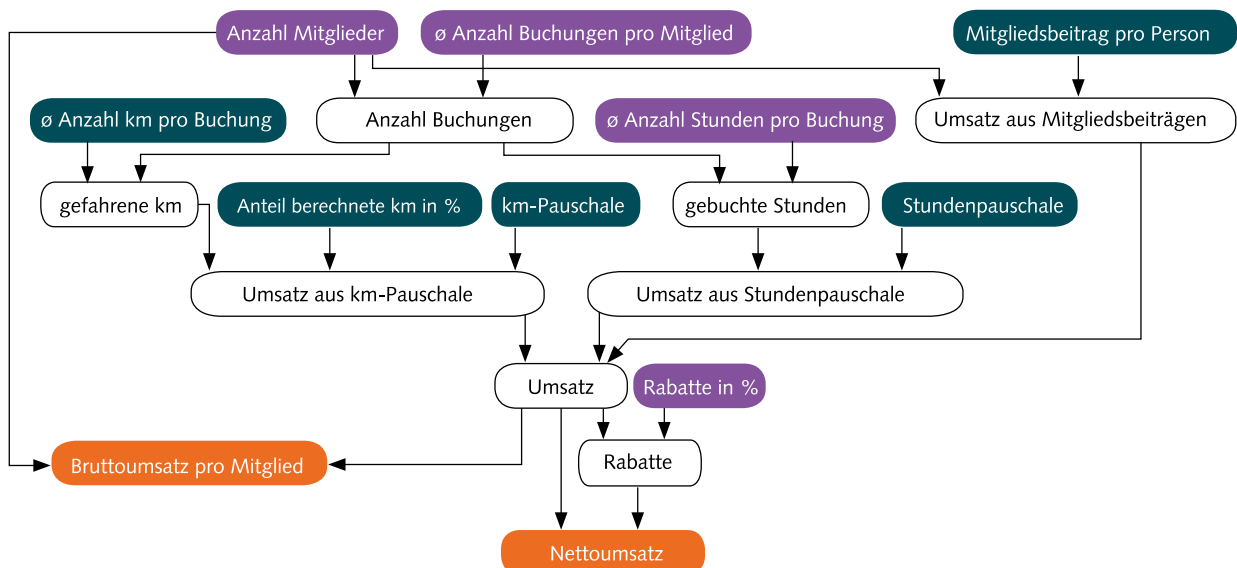 Anzahl Mitglieder
ø Anzahl Buchungen pro Mitglied
Mitgliedsbeitrag pro Person
ø Anzahl km pro Buchung
Anzahl Buchungen
ø Anzahl Stunden pro Buchung
Umsatz aus Mitgliedsbeiträgen
gefahrene km
Anteil berechnete km in %
km-Pauschale
gebuchte Stunden
Stundenpauschale
Umsatz aus km-Pauschale
Umsatz aus Stundenpauschale
Umsatz
Rabatte in %
Bruttoumsatz pro Mitglied
Rabatte
Nettoumsatz